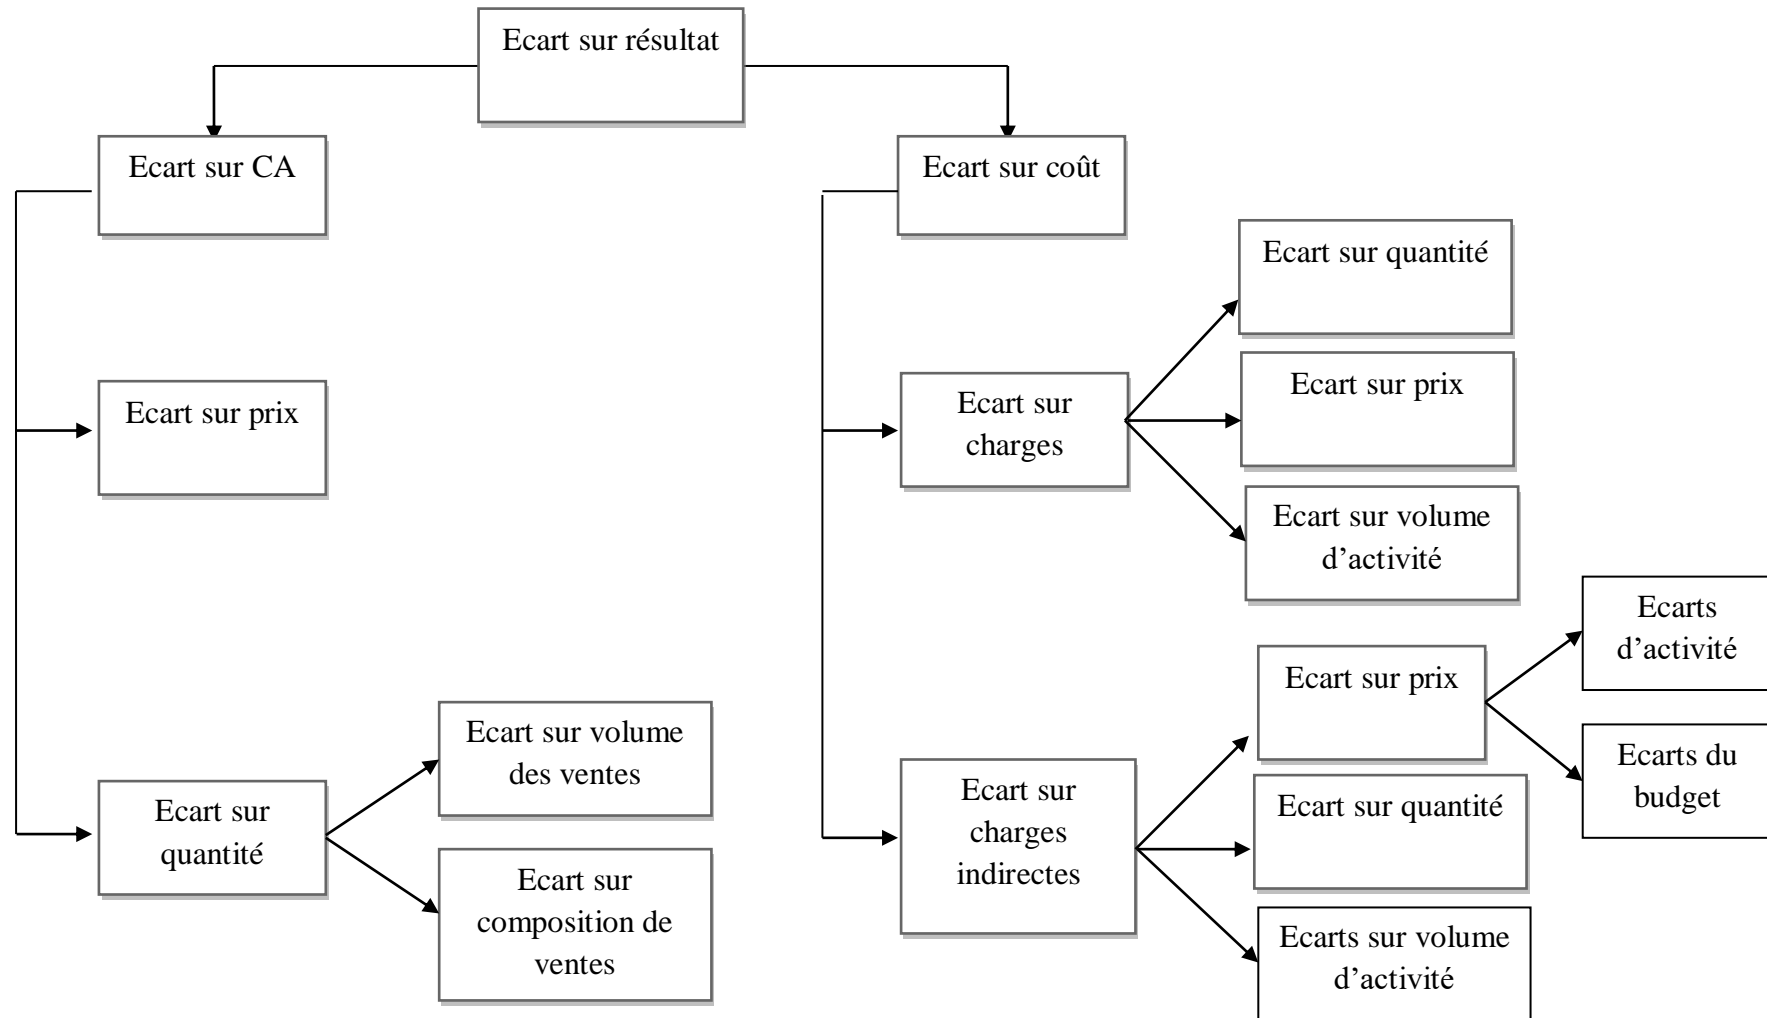 Ecart sur résultat
Ecart sur CA
Ecart sur coût
Ecart sur quantité
Ecart sur prix
Ecart sur prix
Ecart sur
charges
Ecart sur volume
d’activité
Ecarts
d’activité
Ecart sur prix
Ecart sur volume
des ventes
Ecarts du
budget
Ecart sur
quantité
Ecart sur
charges
indirectes
Ecart sur quantité
Ecart sur
composition de
ventes
Ecarts sur volume
d’activité